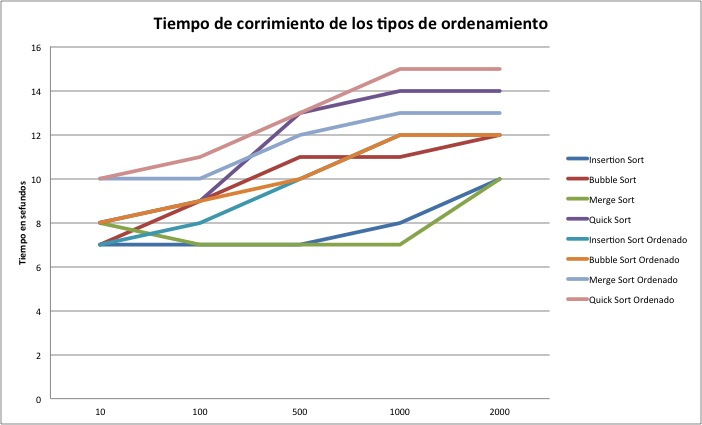 Tiempo de corrimiento de los tipos de ordenamiento
16
14
12
10
8
6
4
2
0
Tiempo en sefundos
10 100 500 1000 2000
Insertion Sort
Bubble Sort
Merge Sort
Quick Sort
Insertion Sort Ordenado
Bubble Sort Ordenado
Merge Sort Ordenado
Quick Sort Ordenado